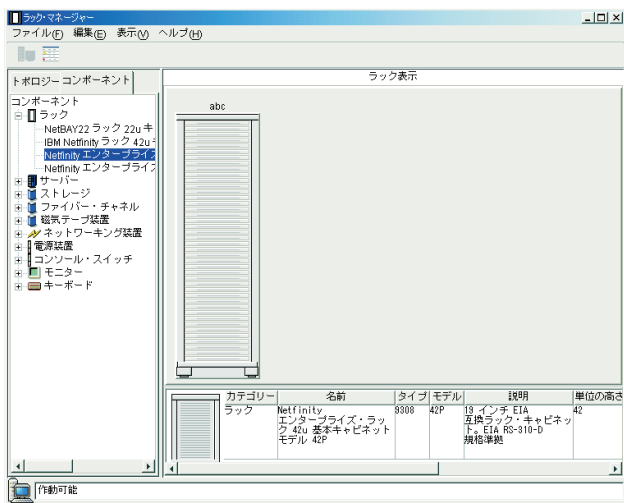 ラック・マネージャー
ファイル(F) 編集(E) 表示(V) ヘルプ(H)
トポロジー コンポーネント
ラック表示
コンポーネント
ラック
NetBAY22 ラック 22u キ
IBM Netfinity ラック 42u
Netfinity エンタープライズ
Netfinity エンタープライズ
サーバー
ストレージ
ファイバー・チャネル
磁気テープ装置
ネットワーキング装置
電源装置
コンソール・スイッチ
モニター
キーボード
abc
カテゴリー 名前 タイプ モデル 説明 単位の高さ
ラック Netfinity 9308 42P 19 インチ EIA 42
エンタープライズ・ラッ 互換ラック・キャビネッ
ク 42u 基本キャビネット ト。EIA RS-310-D
モデル 42P 規格準拠
作動可能